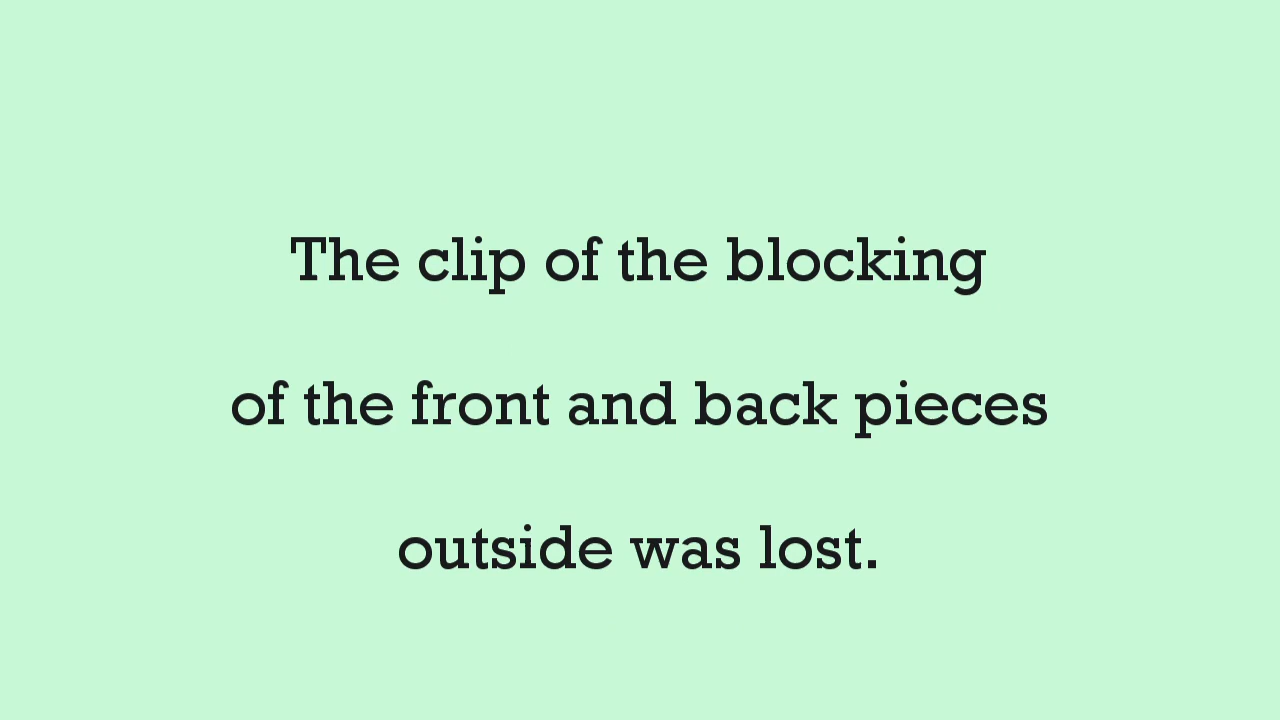 The clip of the blocking
of the front and back pieces
outside was lost.